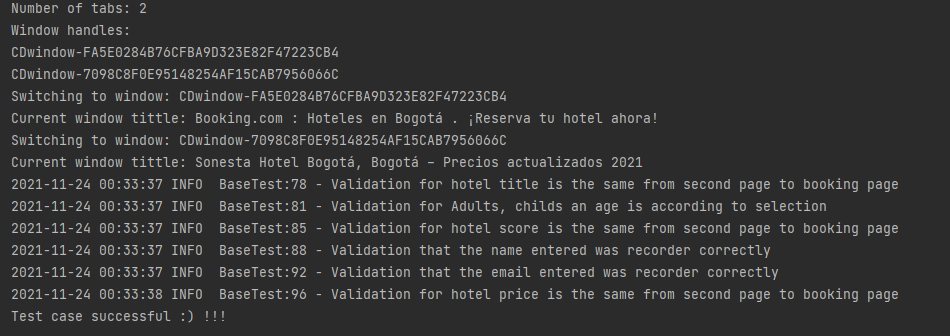 Number of tabs: 2
Window handles:
CDwindow-FA5E0284B76CFBA9D323E82F47223CB4
CDwindow-7098C8F0E95148254AF15CAB7956066C
Switching to window: CDwindow-FA5E0284B76CFBA9D323E82F47223CB4
Current window tittle: Booking.com : Hoteles en Bogotá . ¡Reserva tu hotel ahora!
Switching to window: CDwindow-7098C8F0E95148254AF15CAB7956066C
Current window tittle: Sonesta Hotel Bogotá, Bogotá – Precios actualizados 2021
2021-11-24 00:33:37 INFO  BaseTest:78 - Validation for hotel title is the same from second page to booking page
2021-11-24 00:33:37 INFO  BaseTest:81 - Validation for Adults, childs an age is according to selection
2021-11-24 00:33:37 INFO  BaseTest:85 - Validation for hotel score is the same from second page to booking page
2021-11-24 00:33:37 INFO  BaseTest:88 - Validation that the name entered was recorder correctly
2021-11-24 00:33:37 INFO  BaseTest:92 - Validation that the email entered was recorder correctly
2021-11-24 00:33:38 INFO  BaseTest:96 - Validation for hotel price is the same from second page to booking page
Test case successful :) !!!